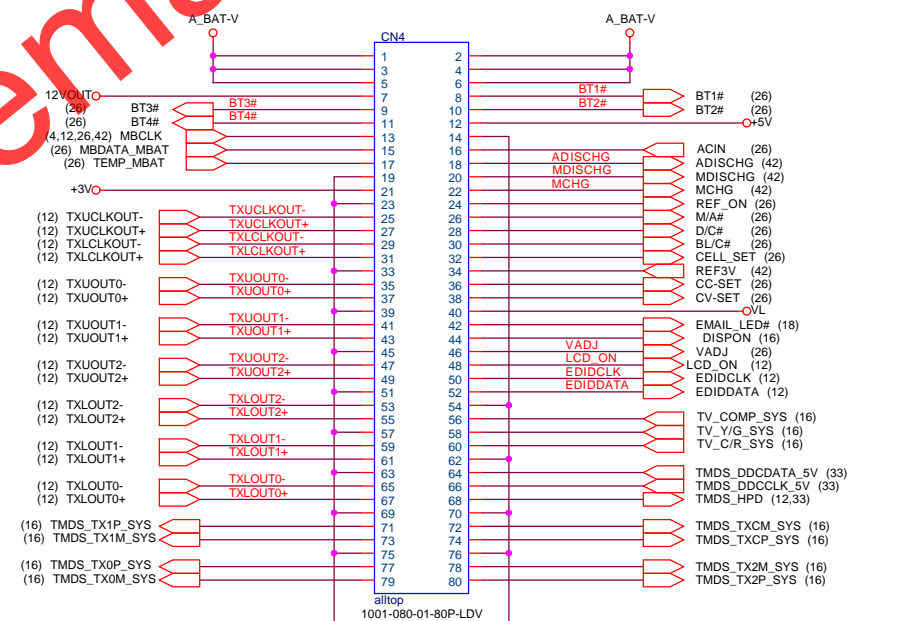 A_BAT-V A_BAT-V
CN4
1 2
3 4
5 6
12VOUT 7 8 BT1# BT1# (26)
(26) BT3# BT3# 9 10 BT2# BT2# (26)
(26) BT4# BT4# 11 12 +5V
(4,12,26,42) MBCLK 13 14
(26) MBDATA_MBAT 15 16 ACIN (26)
(26) TEMP_MBAT 17 18 ADISCHG ADISCHG (42)
19 20 MDISCHG MDISCHG (42)
+3V 21 22 MCHG MCHG (42)
23 24 REF_ON (26)
(12) TXUCLKOUT- TXUCLKOUT- 25 26 M/A# (26)
(12) TXUCLKOUT+ TXUCLKOUT+ 27 28 D/C# (26)
(12) TXLCLKOUT- TXLCLKOUT- 29 30 BL/C# (26)
(12) TXLCLKOUT+ TXLCLKOUT+ 31 32 CELL_SET (26)
33 34 REF3V (42)
(12) TXUOUT0- TXUOUT0- 35 36 CC-SET (26)
(12) TXUOUT0+ TXUOUT0+ 37 38 CV-SET (26)
39 40 VL
(12) TXUOUT1- TXUOUT1- 41 42 EMAIL_LED# (18)
(12) TXUOUT1+ TXUOUT1+ 43 44 DISPON (16)
45 46 VADJ VADJ (26)
(12) TXUOUT2- TXUOUT2- 47 48 LCD_ON LCD_ON (12)
(12) TXUOUT2+ TXUOUT2+ 49 50 EDIDCLK EDIDCLK (12)
51 52 EDIDDATA EDIDDATA (12)
(12) TXLOUT2- TXLOUT2- 53 54
(12) TXLOUT2+ TXLOUT2+ 55 56 TV_COMP_SYS (16)
57 58 TV_Y/G_SYS (16)
(12) TXLOUT1- TXLOUT1- 59 60 TV_C/R_SYS (16)
(12) TXLOUT1+ TXLOUT1+ 61 62
63 64 TMDS_DDCDATA_5V (33)
(12) TXLOUT0- TXLOUT0- 65 66 TMDS_DDCCLK_5V (33)
(12) TXLOUT0+ TXLOUT0+ 67 68 TMDS_HPD (12,33)
69 70
(16) TMDS_TX1P_SYS 71 72 TMDS_TXCM_SYS (16)
(16) TMDS_TX1M_SYS 73 74 TMDS_TXCP_SYS (16)
75 76
(16) TMDS_TX0P_SYS 77 78 TMDS_TX2M_SYS (16)
(16) TMDS_TX0M_SYS 79 80 TMDS_TX2P_SYS (16)
alltop
1001-080-01-80P-LDV